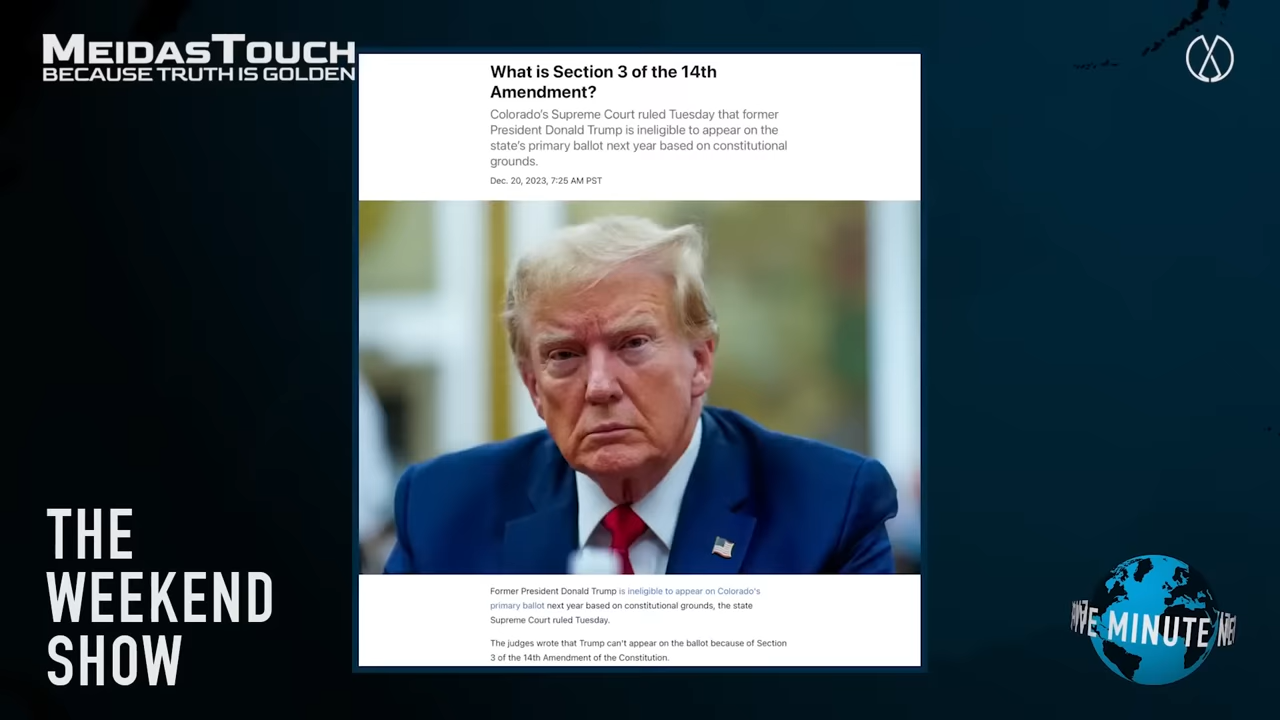 MEIDASTOUCH
BECAUSE TRUTH IS GOLDEN
What is Section 3 of the 14th
Amendment?
Colorado's Supreme Court ruled Tuesday that former
President Donald Trump is ineligible to appear on the
state's primary ballot next year based on constitutional
grounds.
Dec. 20, 2023, 7:25 AM PST
Former President Donald Trump is ineligible to appear on Colorado's
primary ballot next year based on constitutional grounds, the state
Supreme Court ruled Tuesday.
The judges wrote that Trump can't appear on the ballot because of Section
3 of the 14th Amendment of the Constitution.
THE
WEEKEND
SHOW
MINUTE